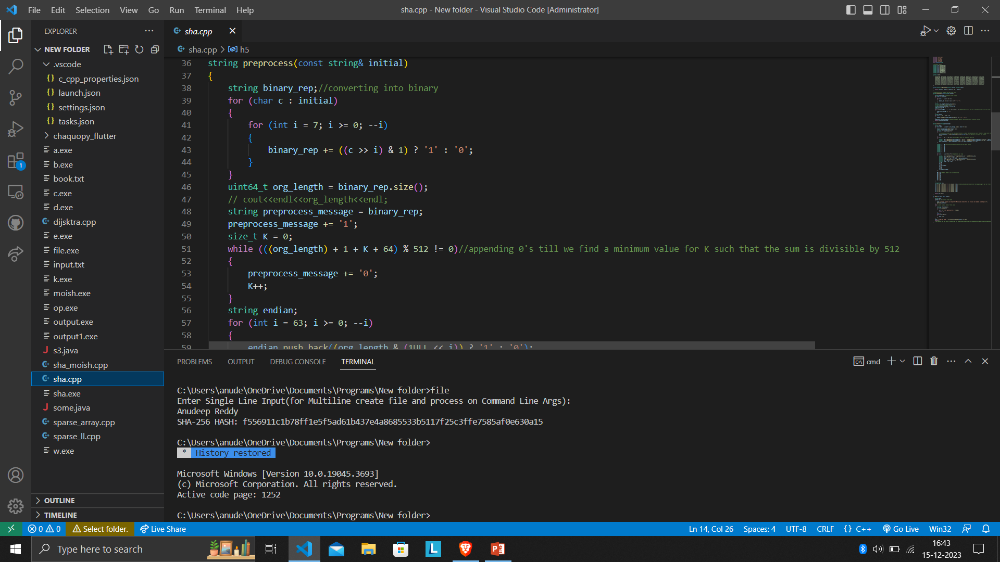 File Edit Selection View Go Run Terminal Help
sha.cpp - New folder - Visual Studio Code [Administrator]
EXPLORER
NEW FOLDER
.vscode
{} c_cpp_properties.json
{} launch.json
{} settings.json
{} tasks.json
chaquopy_flutter
a.exe
b.exe
book.txt
c.exe
d.exe
dijsktra.cpp
e.exe
file.exe
input.txt
k.exe
moish.exe
op.exe
output.exe
output1.exe
J s3.java
sha_moish.cpp
sha.cpp
sha.exe
J some.java
sparse_array.cpp
sparse_ll.cpp
w.exe
OUTLINE
TIMELINE
1
sha.cpp
sha.cpp > h5
36 string preprocess(const string& initial)
37 {
38 string binary_rep;//converting into binary
39 for (char c : initial)
40 {
41 for (int i = 7; i >= 0; --i)
42 {
43 binary_rep += ((c >> i) & 1) ? '1' : '0';
44 }
45 }
46 uint64_t org_length = binary_rep.size();
47 // cout<<endl<<org_length<<endl;
48 string preprocess_message = binary_rep;
49 preprocess_message += '1';
50 size_t K = 0;
51 while (((org_length) + 1 + K + 64) % 512 != 0)//appending 0's till we find a minimum value for K such that the sum is divisible by 512
52 {
53 preprocess_message += '0';
54 K++;
55 }
56 string endian;
57 for (int i = 63; i >= 0; --i)
58 {
59 endian.push_back((org_length & (1ULL << i)) ? '1' : '0');
PROBLEMS OUTPUT DEBUG CONSOLE TERMINAL
cmd
C:\Users\anude\OneDrive\Documents\Programs\New folder>file
Enter Single Line Input(for Multiline create file and process on Command Line Args):
Anudeep Reddy
SHA-256 HASH: f556911c1b78ff1e5f5ad61b437e4a8685533b5117f25c3ffe7585af0e630a15
C:\Users\anude\OneDrive\Documents\Programs\New folder>
* History restored
Microsoft Windows [Version 10.0.19045.3693]
(c) Microsoft Corporation. All rights reserved.
Active code page: 1252
C:\Users\anude\OneDrive\Documents\Programs\New folder>
0 0 Select folder. Live Share
Ln 14, Col 26 Spaces: 4 UTF-8 CRLF {} C++ Go Live Win32
Type here to search
L
16:43
15-12-2023